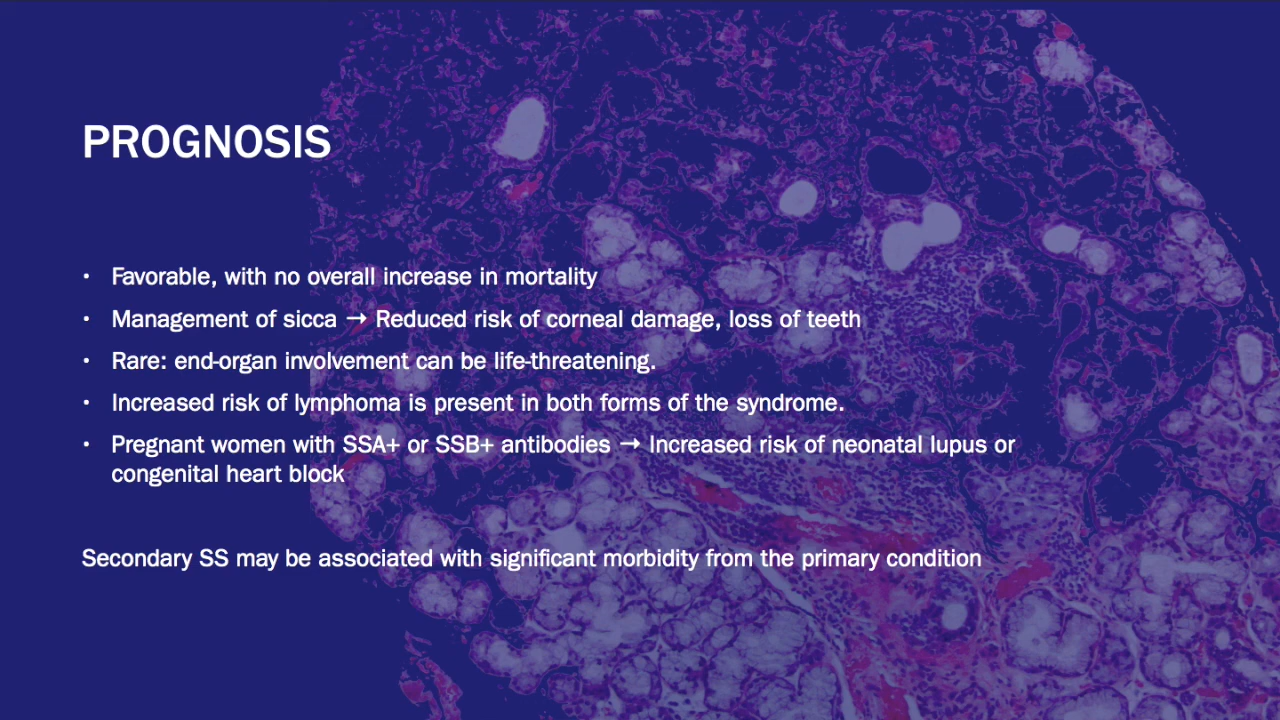 PROGNOSIS
• Favorable, with no overall increase in mortality
• Management of sicca → Reduced risk of corneal damage, loss of teeth
• Rare: end-organ involvement can be life-threatening.
• Increased risk of lymphoma is present in both forms of the syndrome.
• Pregnant women with SSA+ or SSB+ antibodies → Increased risk of neonatal lupus or
congenital heart block
Secondary SS may be associated with significant morbidity from the primary condition